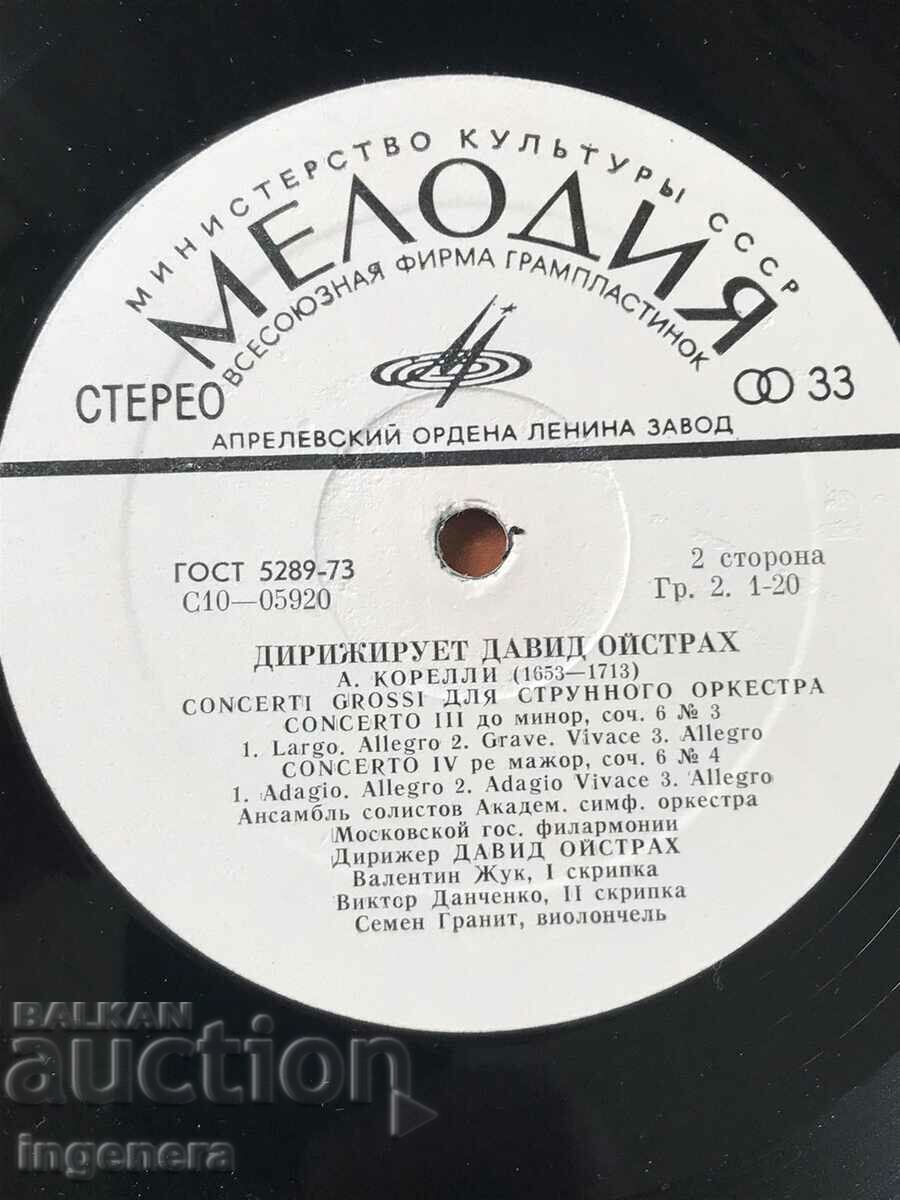 МИНИСТЕРСТВО КУЛЬТУРЫ СССР
МЕЛОДИЯ
ВСЕСОЮЗНАЯ ФИРМА ГРАМПЛАСТИНОК
СТЕРЕО
33
АПРЕЛЕВСКИЙ ОРДЕНА ЛЕНИНА ЗАВОД
ГОСТ 5289-73
С10—05920
2 сторона
Гр. 2. 1-20
ДИРИЖИРУЕТ ДАВИД ОЙСТРАХ
А. КОРЕЛЛИ (1653—1713)
CONCERTI GROSSI ДЛЯ СТРУННОГО ОРКЕСТРА
CONCERTO III до минор, соч. 6 № 3
1. Largo. Allegro 2. Grave. Vivace 3. Allegro
CONCERTO IV ре мажор, соч. 6 № 4
1. Adagio. Allegro 2. Adagio Vivace 3. Allegro
Ансамбль солистов Академ. симф. оркестра
Московской гос. филармонии
Дирижер ДАВИД ОЙСТРАХ
Валентин Жук, I скрипка
Виктор Данченко, II скрипка
Семен Гранит, виолончель
BALKAN
auction
ingenera